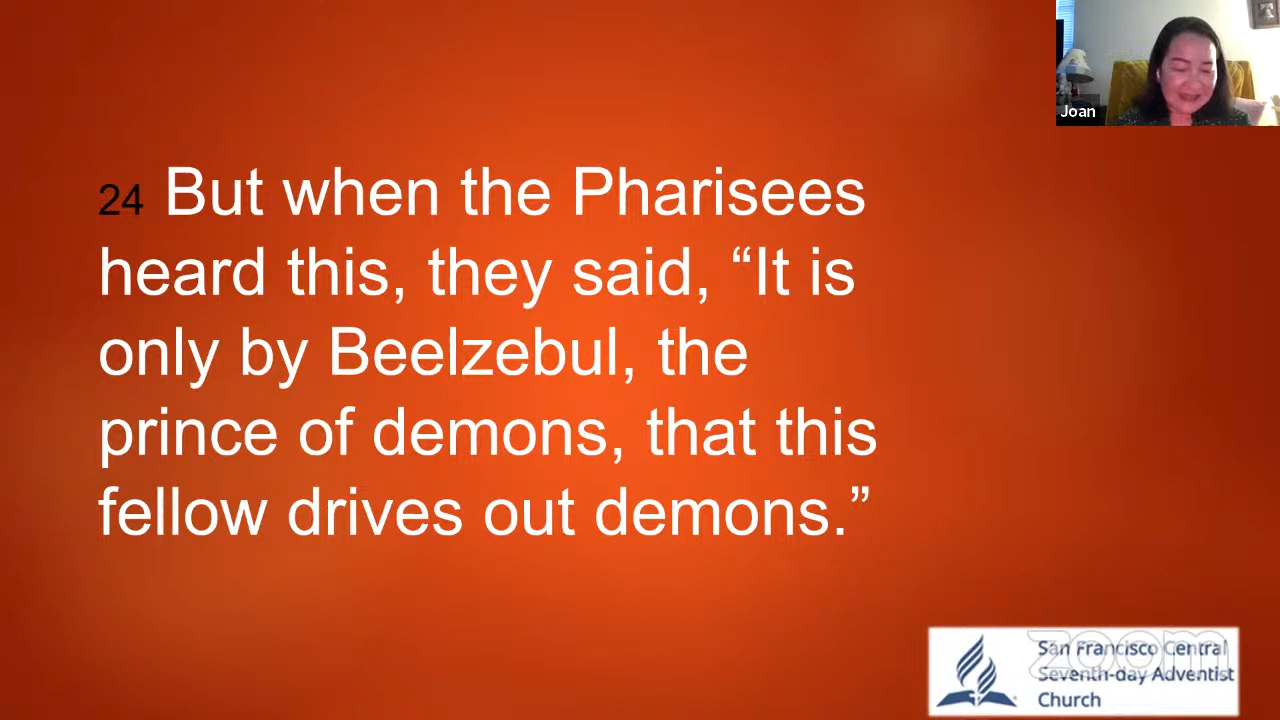 Joan
24 But when the Pharisees
heard this, they said, “It is
only by Beelzebul, the
prince of demons, that this
fellow drives out demons.”
zoom
San Francisco Central
Seventh-day Adventist
Church